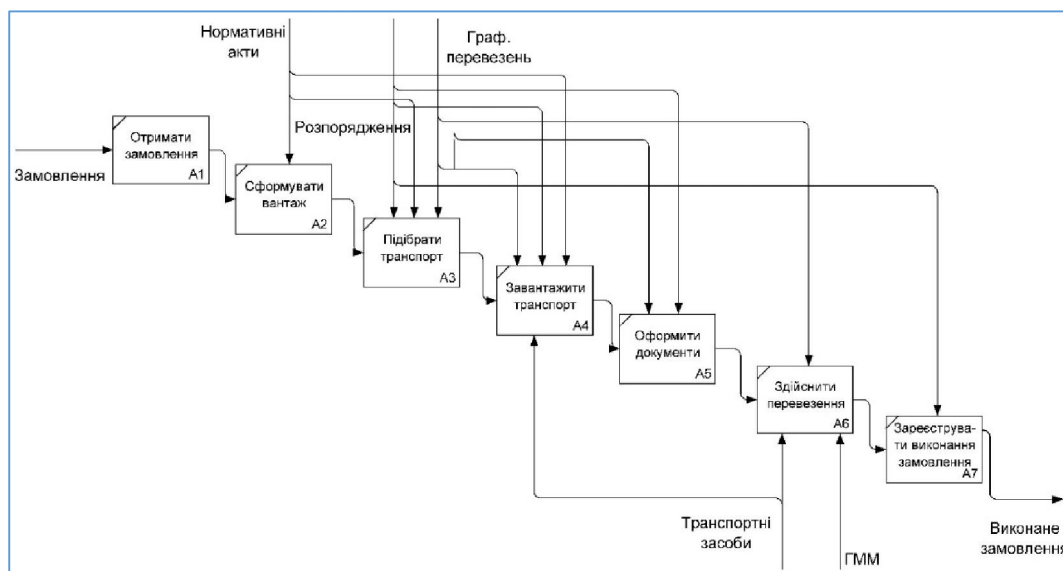 Нормативні
акти
Граф.
перевезень
Розпорядження
Замовлення
Отримати
замовлення
A1
Сформувати
вантаж
A2
Підібрати
транспорт
A3
Завантажити
транспорт
A4
Оформити
документи
A5
Здійснити
перевезення
A6
Зареєструва-
ти виконання
замовлення
A7
Транспортні
засоби
ГММ
Виконане
замовлення